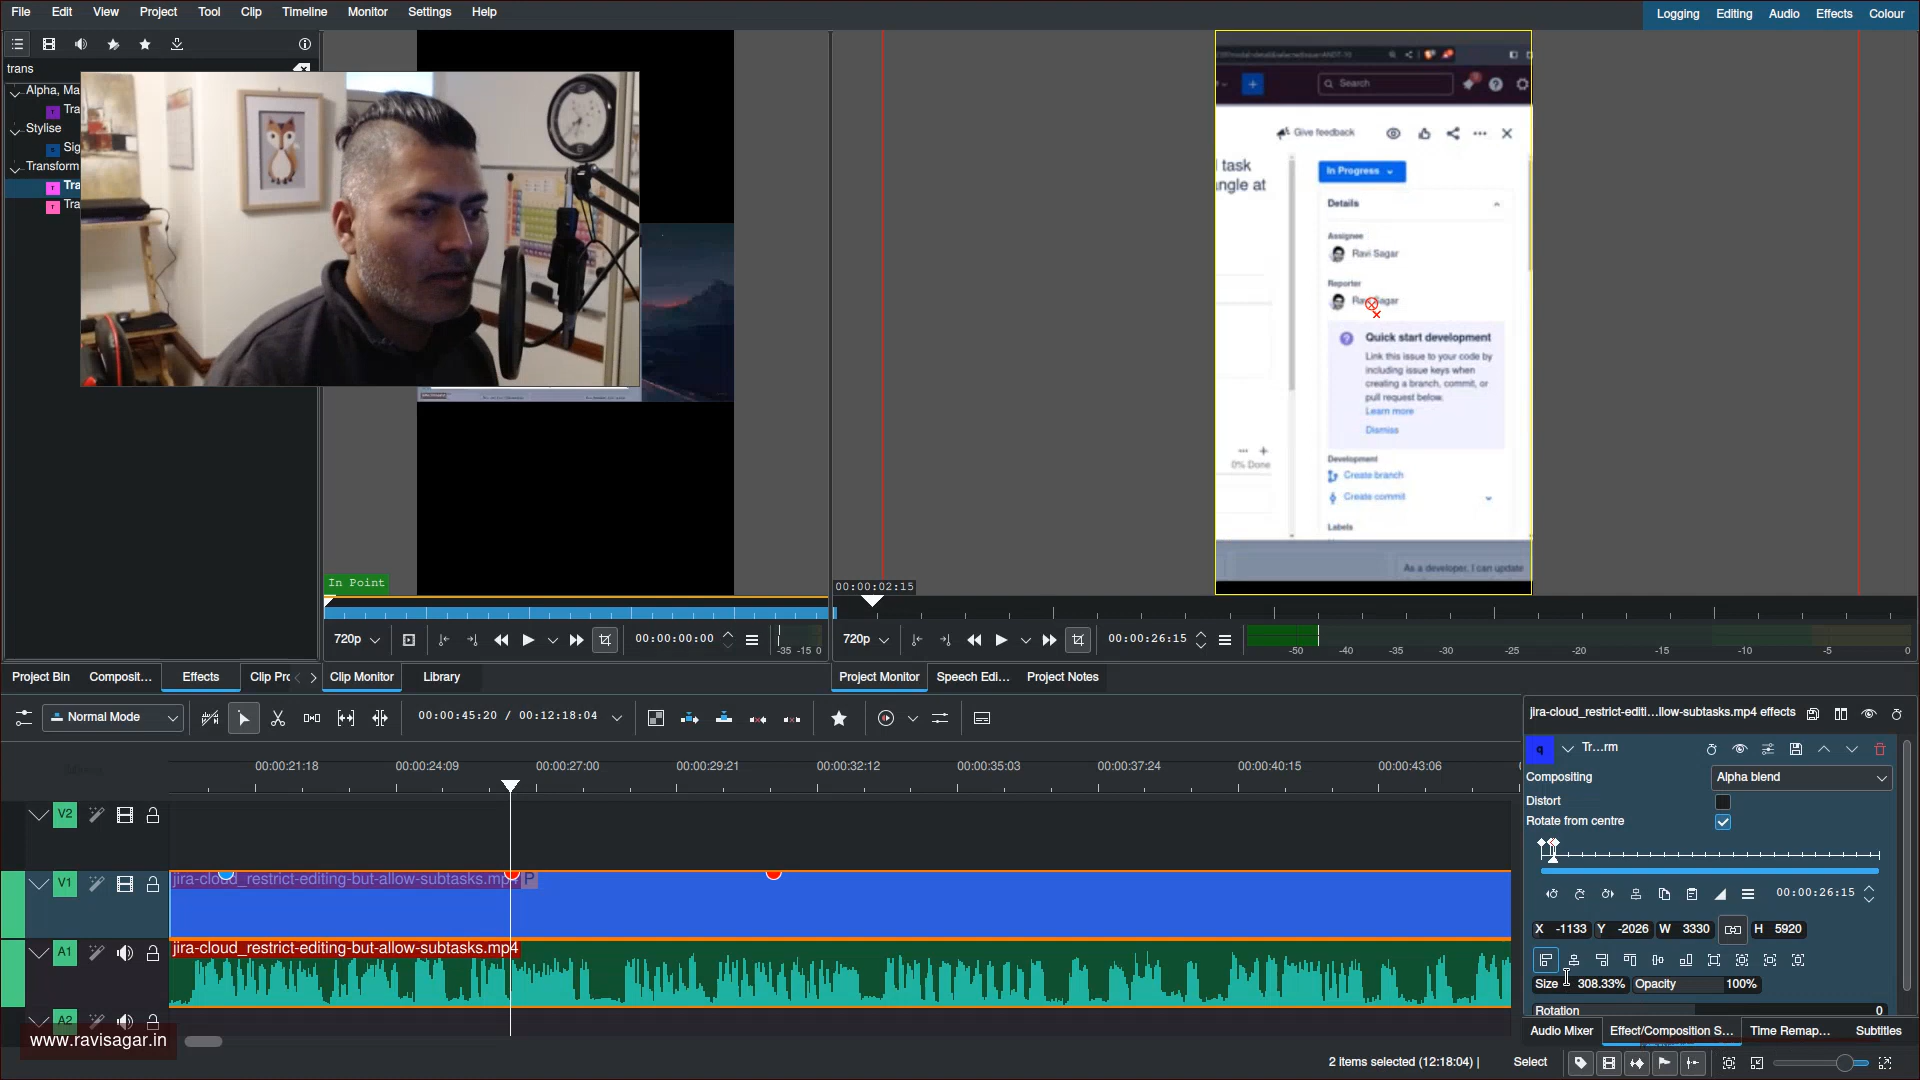 File Edit View Project Tool Clip Timeline Monitor Settings Help
Logging Editing Audio Effects Colour
trans
Alpha, Ma
Tra
Stylise
Sig
Transform
Tra
Tra
Search
Give feedback
task
ngle at
In Progress
Details
Assignee
Ravi Sagar
Reporter
Ravi Sagar
Quick start development
Link this issue to your code by
including issue keys when
creating a branch, commit, or
pull request below.
Learn more
Dismiss
0% Done
Development
Create branch
Create commit
Labels
As a developer, I can update
In Point
00:00:02:15
720p 00:00:00:00 -35 -15 0
720p 00:00:26:15 -50 -45 -40 -35 -30 -25 -20 -15 -10 -5 0
Project Bin Composit... Effects Clip Prc Clip Monitor Library
Project Monitor Speech Edi... Project Notes
Normal Mode 00:00:45:20 / 00:12:18:04
jira-cloud_restrict-editi...llow-subtasks.mp4 effects
Tr...rm
Compositing Alpha blend
Distort
Rotate from centre
00:00:26:15
X -1133 Y -2026 W 3330 H 5920
Size 308.33% Opacity 100%
Rotation 0
00:00:21:18 00:00:24:09 00:00:27:00 00:00:29:21 00:00:32:12 00:00:35:03 00:00:37:24 00:00:40:15 00:00:43:06
V2
V1 jira-cloud_restrict-editing-but-allow-subtasks.mp4 P
A1 jira-cloud_restrict-editing-but-allow-subtasks.mp4
A2
www.ravisagar.in
Audio Mixer Effect/Composition S... Time Remap... Subtitles
2 items selected (12:18:04) | Select